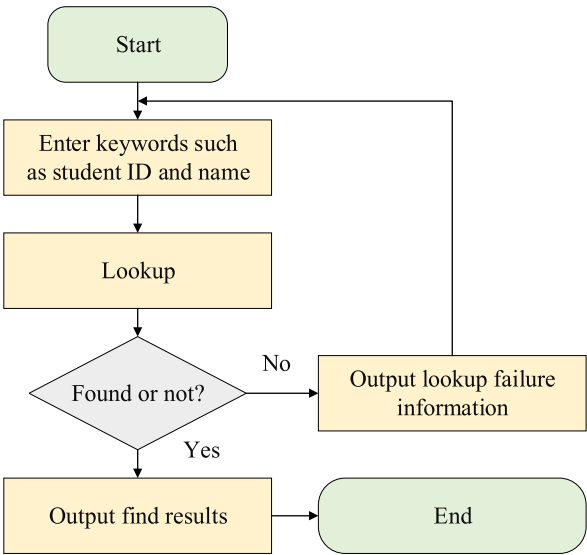 Start
Enter keywords such
as student ID and name
Lookup
Found or not?
No
Output lookup failure
information
Yes
Output find results
End